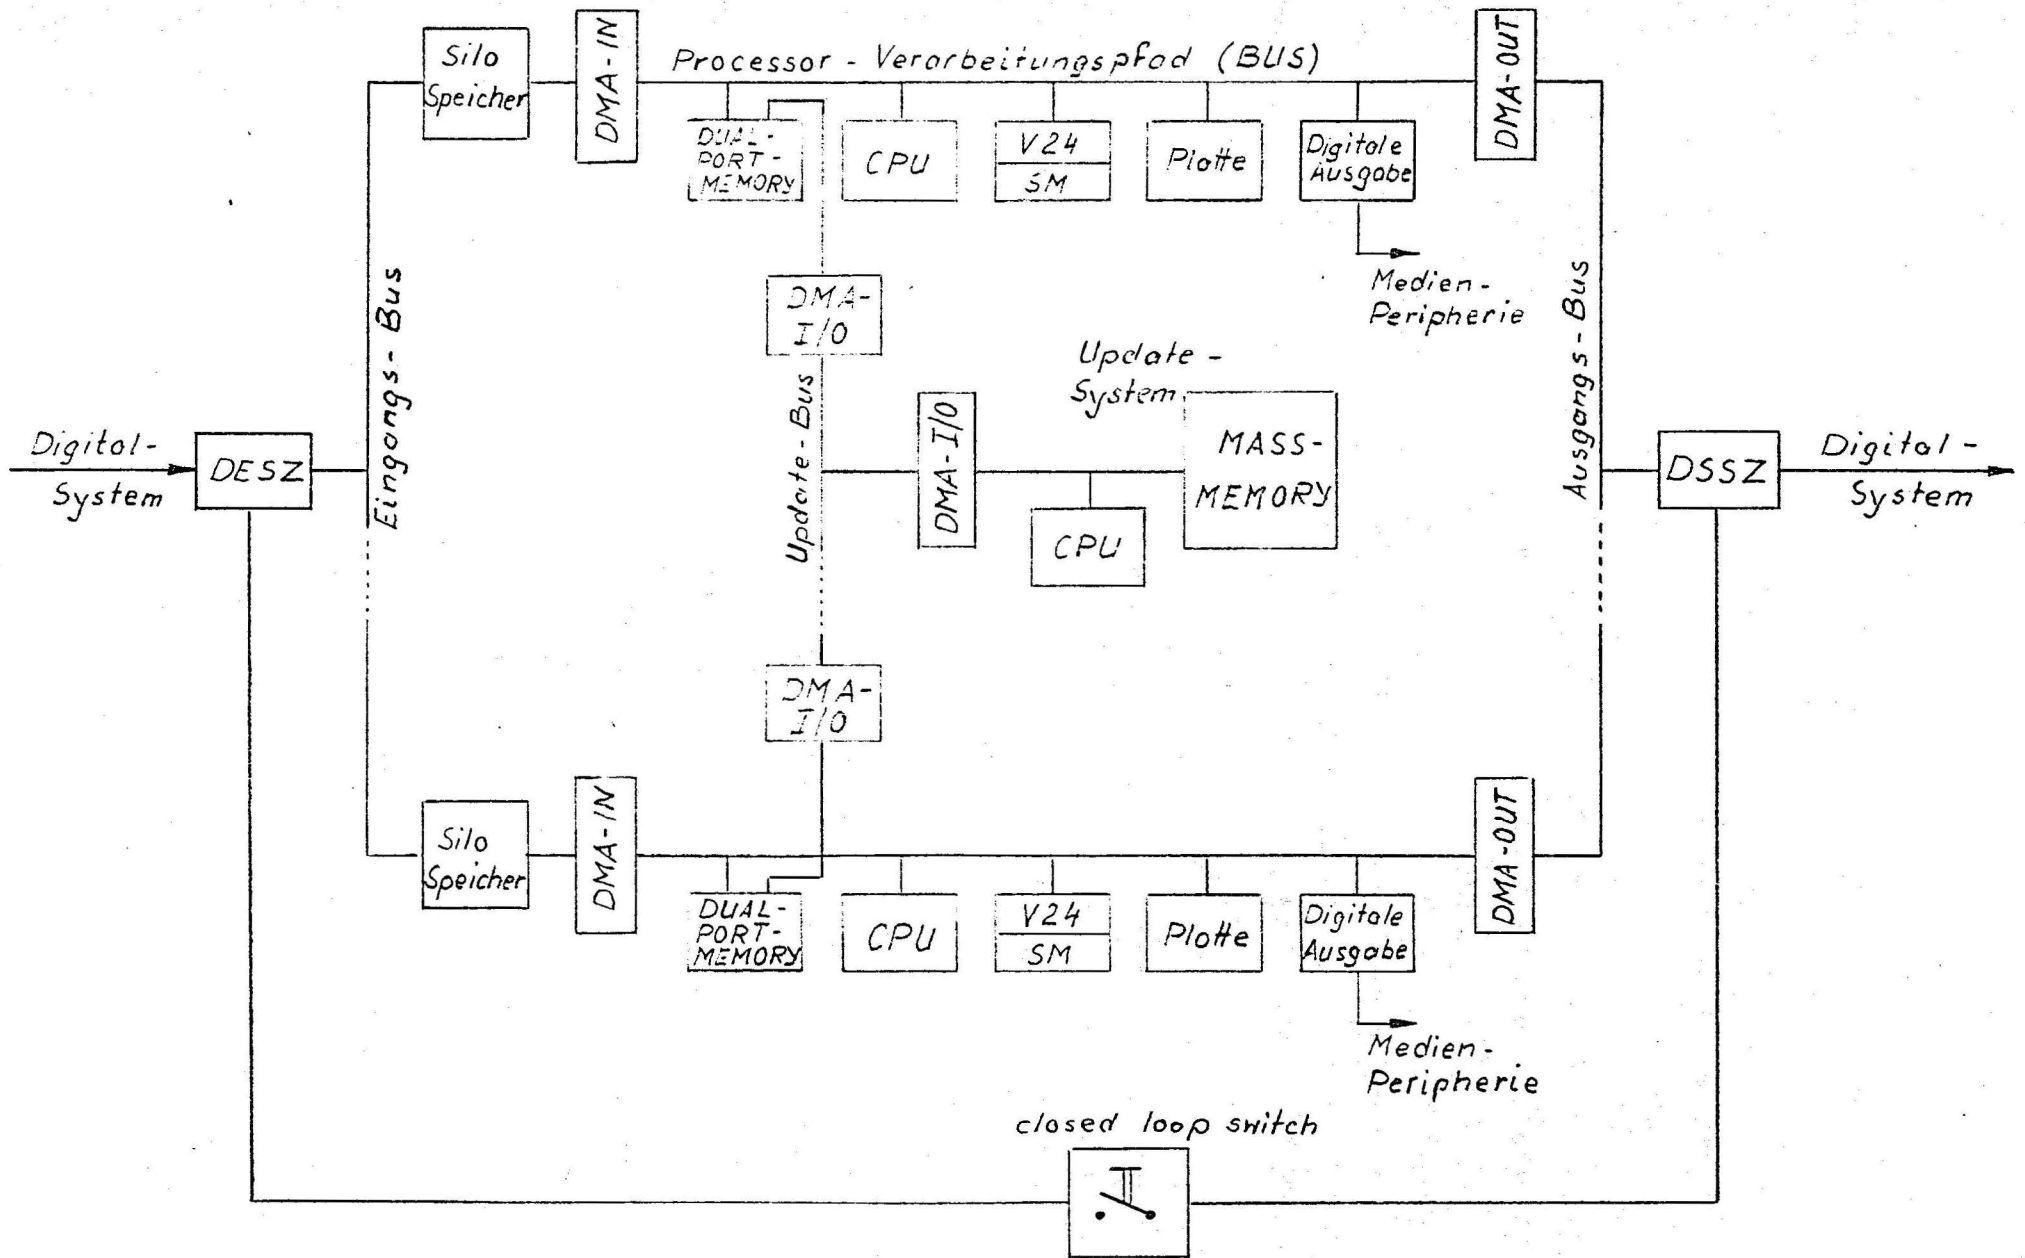 Silo
Speicher
DMA-IN
Processor - Verarbeitungspfad (BUS)
DMA-OUT
DUAL-
PORT-
MEMORY
CPU
V24
SM
Platte
Digitale
Ausgabe
Medien-
Peripherie
Eingangs-Bus
DMA-
I/O
Update-Bus
Update-
System
DMA-I/O
MASS-
MEMORY
CPU
Ausgangs-Bus
Digital-
System
DESZ
DSSZ
Digital-
System
DMA-
I/O
Silo
Speicher
DMA-IN
DMA-OUT
DUAL-
PORT-
MEMORY
CPU
V24
SM
Platte
Digitale
Ausgabe
Medien-
Peripherie
closed loop switch